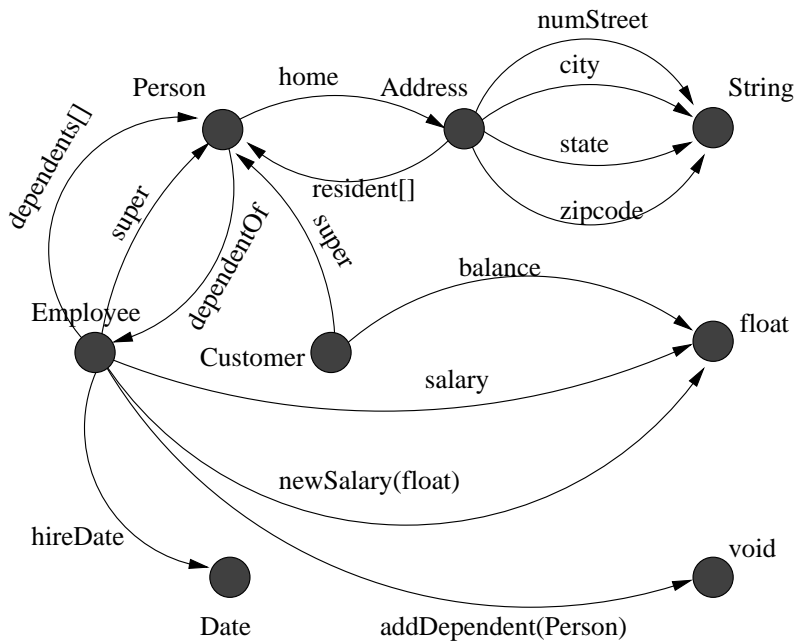 numStreet
home
city
Person
Address
String
dependents[]
state
super
resident[]
zipcode
dependentOf
super
balance
Employee
float
Customer
salary
newSalary(float)
hireDate
void
Date
addDependent(Person)